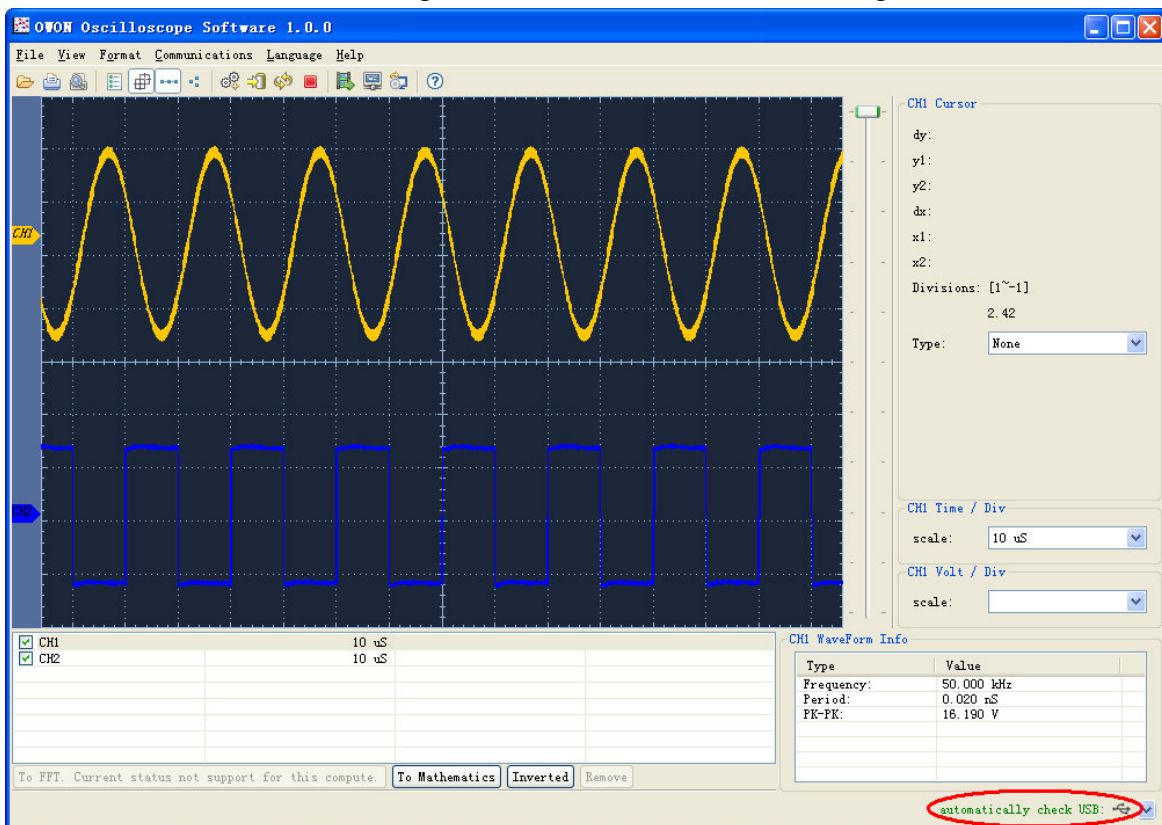 OWON Oscilloscope Software 1.0.0
File View Format Communications Language Help
CH1 Cursor
dy:
y1:
y2:
dx:
x1:
x2:
Divisions: [1~-1]
2.42
Type: None
CH1
CH2
CH1 Time / Div
scale: 10 uS
CH1 Volt / Div
scale:
CH1 10 uS
CH2 10 uS
CH1 WaveForm Info
Type Value
Frequency: 50.000 kHz
Period: 0.020 nS
PK-PK: 16.190 V
To FFT. Current status not support for this compute. To Mathematics Inverted Remove
automatically check USB: